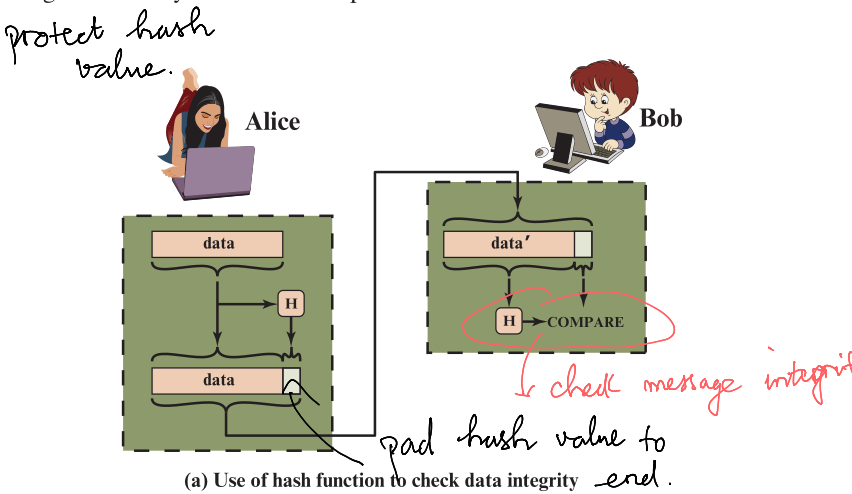 protect hash
value.
Alice
Bob
data
data′
H
H
COMPARE
data
check message
pad hash value to
end.
(a) Use of hash function to check data integrity